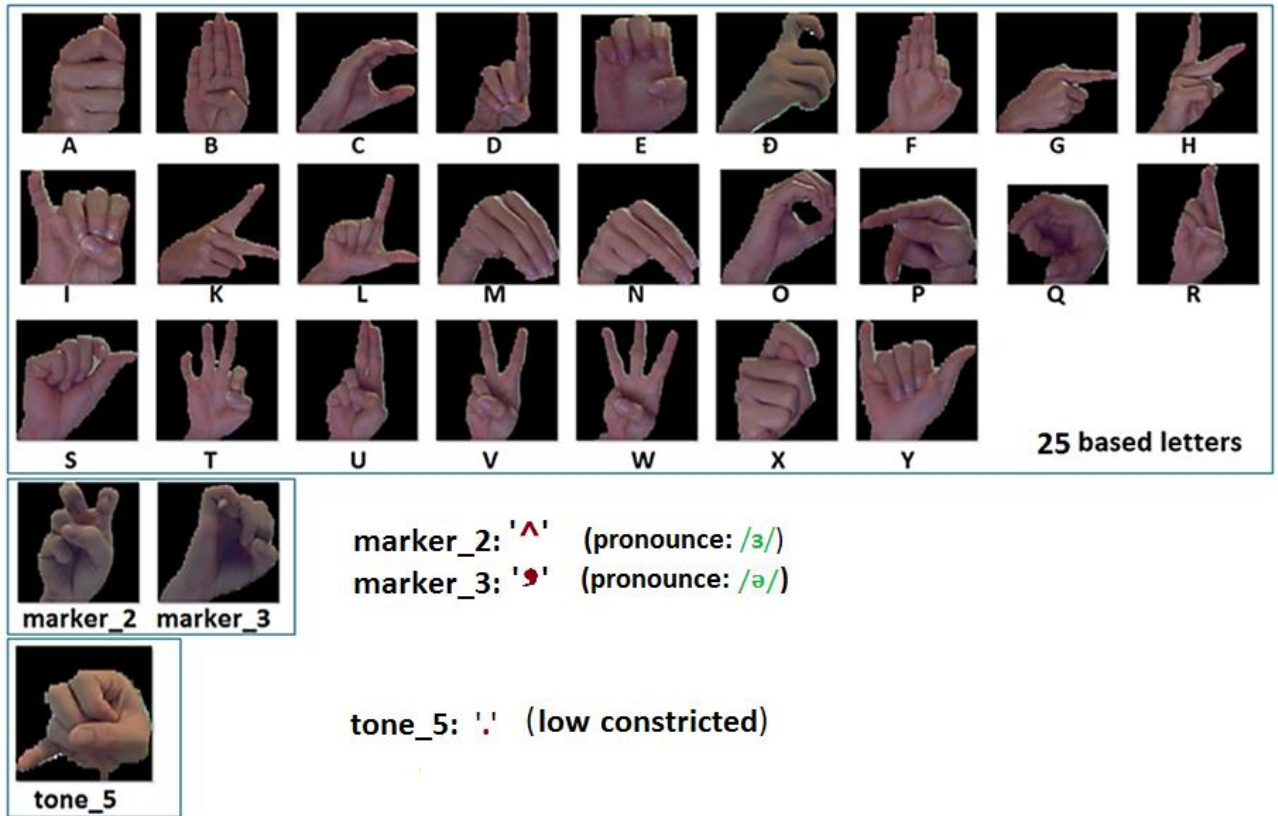 A B C D E Đ F G H
I K L M N O P Q R
S T U V W X Y
25 based letters
marker_2 marker_3
marker_2: '^' (pronounce: /ɜ/)
marker_3: '❟' (pronounce: /ə/)
tone_5
tone_5: '.' (low constricted)